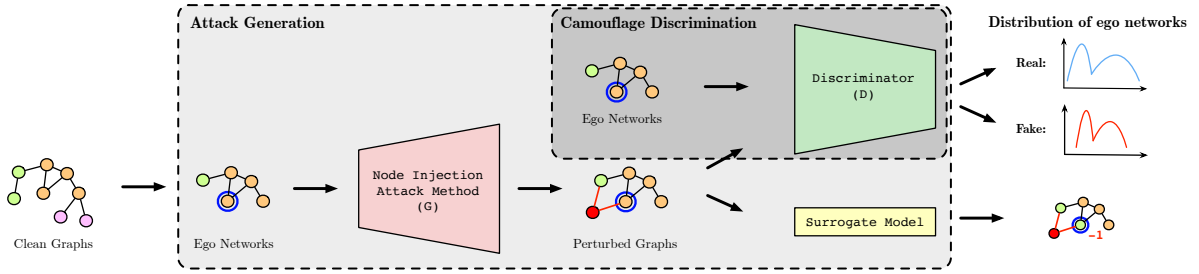 Attack Generation
Camouflage Discrimination
Distribution of ego networks
Real:
Discriminator
(D)
Ego Networks
Fake:
Node Injection
Attack Method
(G)
Clean Graphs
Ego Networks
Perturbed Graphs
Surrogate Model
-1